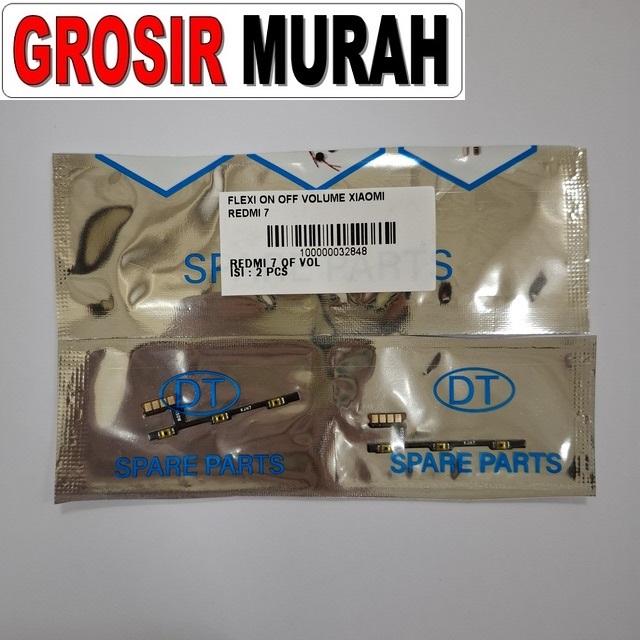 GROSIR MURAH
FLEXI ON OFF VOLUME XIAOMI
REDMI 7
100000032848
REDMI 7 OF VOL
ISI : 2 PCS
SPARE PARTS
DT
SPARE PARTS
DT
SPARE PARTS